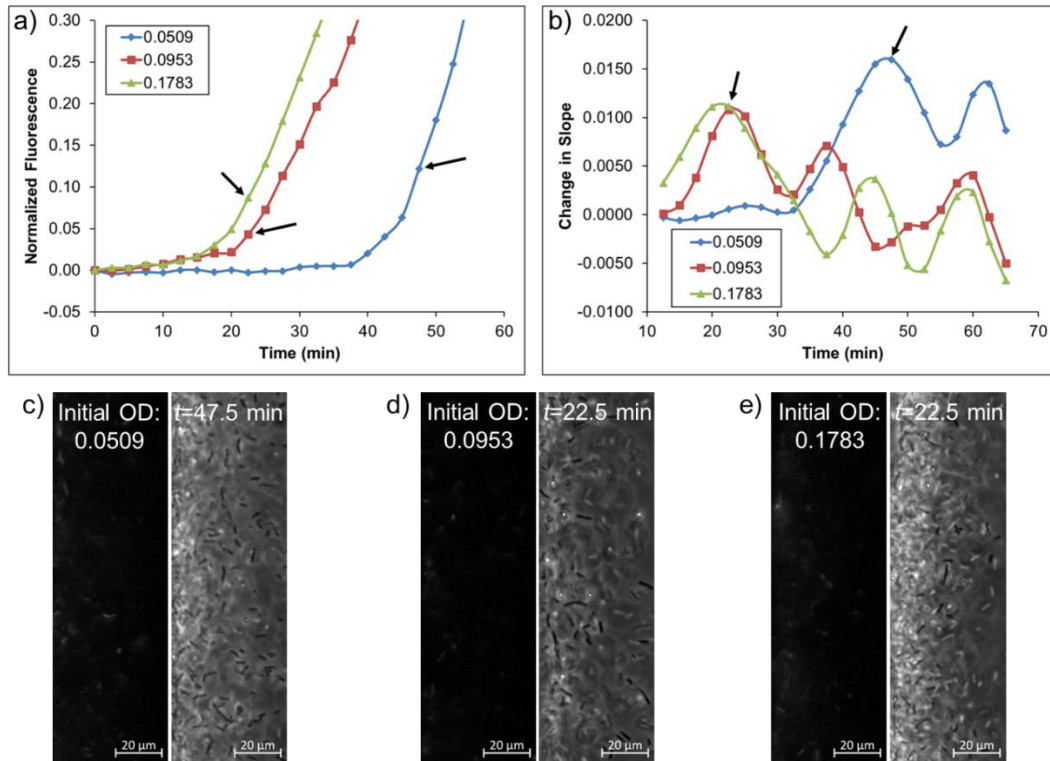 a)
Normalized Fluorescence
0.30
0.25
0.20
0.15
0.10
0.05
0.00
-0.05
0.0509
0.0953
0.1783
0 10 20 30 40 50 60
Time (min)
b)
Change in Slope
0.0200
0.0150
0.0100
0.0050
0.0000
-0.0050
-0.0100
0.0509
0.0953
0.1783
10 20 30 40 50 60 70
Time (min)
c)
Initial OD:
0.0509
t=47.5 min
20 µm
20 µm
d)
Initial OD:
0.0953
t=22.5 min
20 µm
20 µm
e)
Initial OD:
0.1783
t=22.5 min
20 µm
20 µm